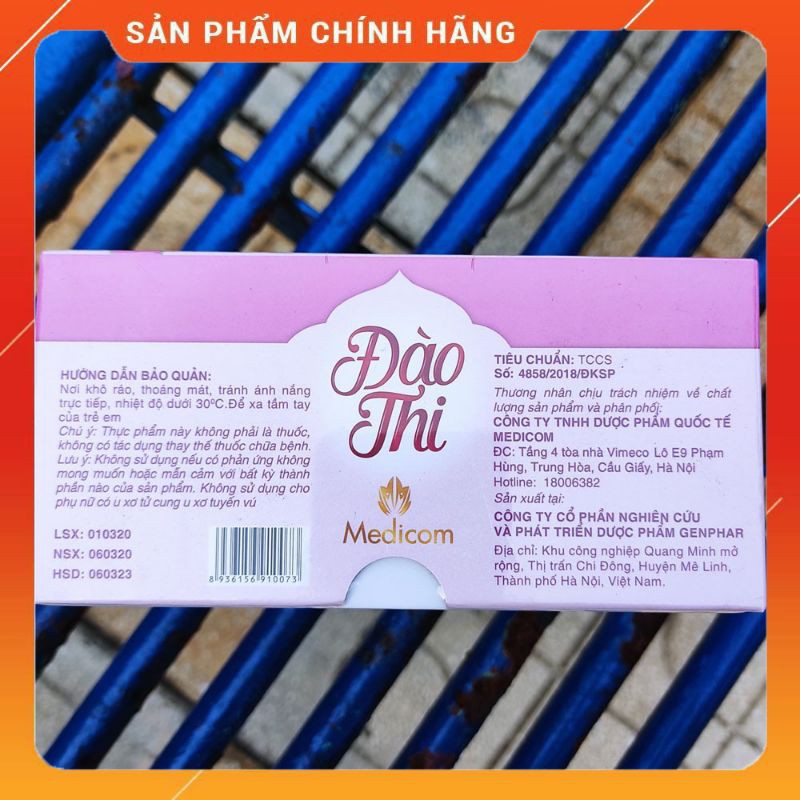 SẢN PHẨM CHÍNH HÃNG
Đào
Thi
Medicom
HƯỚNG DẪN BẢO QUẢN:
Nơi khô ráo, thoáng mát, tránh ánh nắng
trực tiếp, nhiệt độ dưới 30⁰C.Để xa tầm tay
của trẻ em
Chú ý: Thực phẩm này không phải là thuốc,
không có tác dụng thay thế thuốc chữa bệnh.
Lưu ý: Không sử dụng nếu có phản ứng không
mong muốn hoặc mẫn cảm với bất kỳ thành
phần nào của sản phẩm. Không sử dụng cho
phụ nữ có u xơ tử cung u xơ tuyến vú
LSX: 010320
NSX: 060320
HSD: 060323
8 936156 910073
TIÊU CHUẨN: TCCS
Số: 4858/2018/ĐKSP
Thương nhân chịu trách nhiệm về chất
lượng sản phẩm và phân phối:
CÔNG TY TNHH DƯỢC PHẨM QUỐC TẾ
MEDICOM
ĐC: Tầng 4 tòa nhà Vimeco Lô E9 Phạm
Hùng, Trung Hòa, Cầu Giấy, Hà Nội
Hotline: 18006382
Sản xuất tại:
CÔNG TY CỔ PHẦN NGHIÊN CỨU
VÀ PHÁT TRIỂN DƯỢC PHẨM GENPHAR
Địa chỉ: Khu công nghiệp Quang Minh mở
rộng, Thị trấn Chi Đông, Huyện Mê Linh,
Thành phố Hà Nội, Việt Nam.